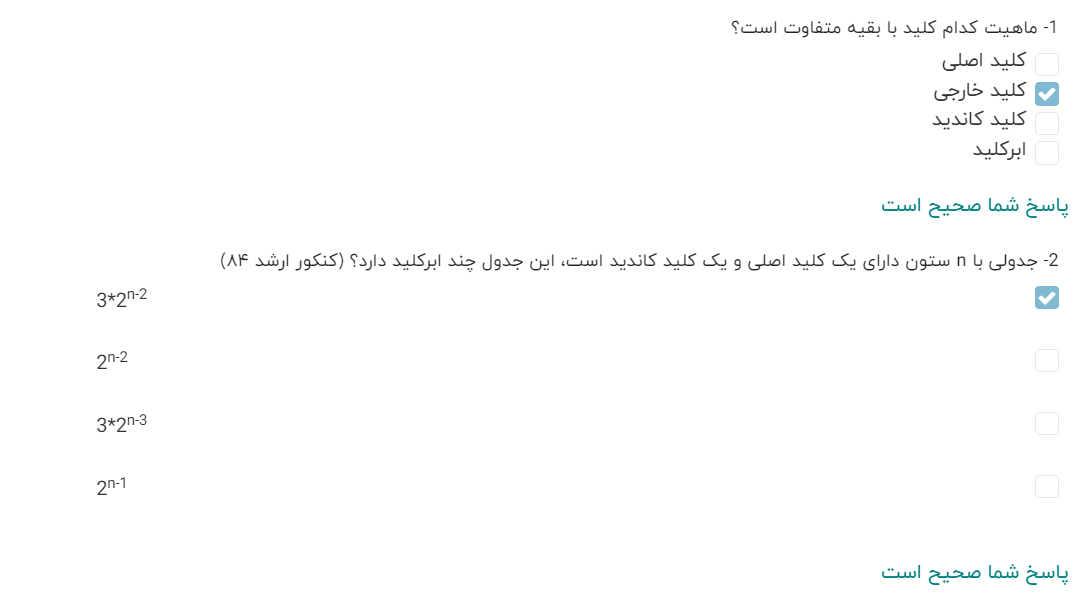 1- ماهیت کدام کلید با بقیه متفاوت است؟
کلید اصلی
کلید خارجی
کلید کاندید
ابرکلید
پاسخ شما صحیح است
2- جدولی با n ستون دارای یک کلید اصلی و یک کلید کاندید است، این جدول چند ابرکلید دارد؟ (کنکور ارشد ۸۴)
3*2^n-2
2^n-2
3*2^n-3
2^n-1
پاسخ شما صحیح است